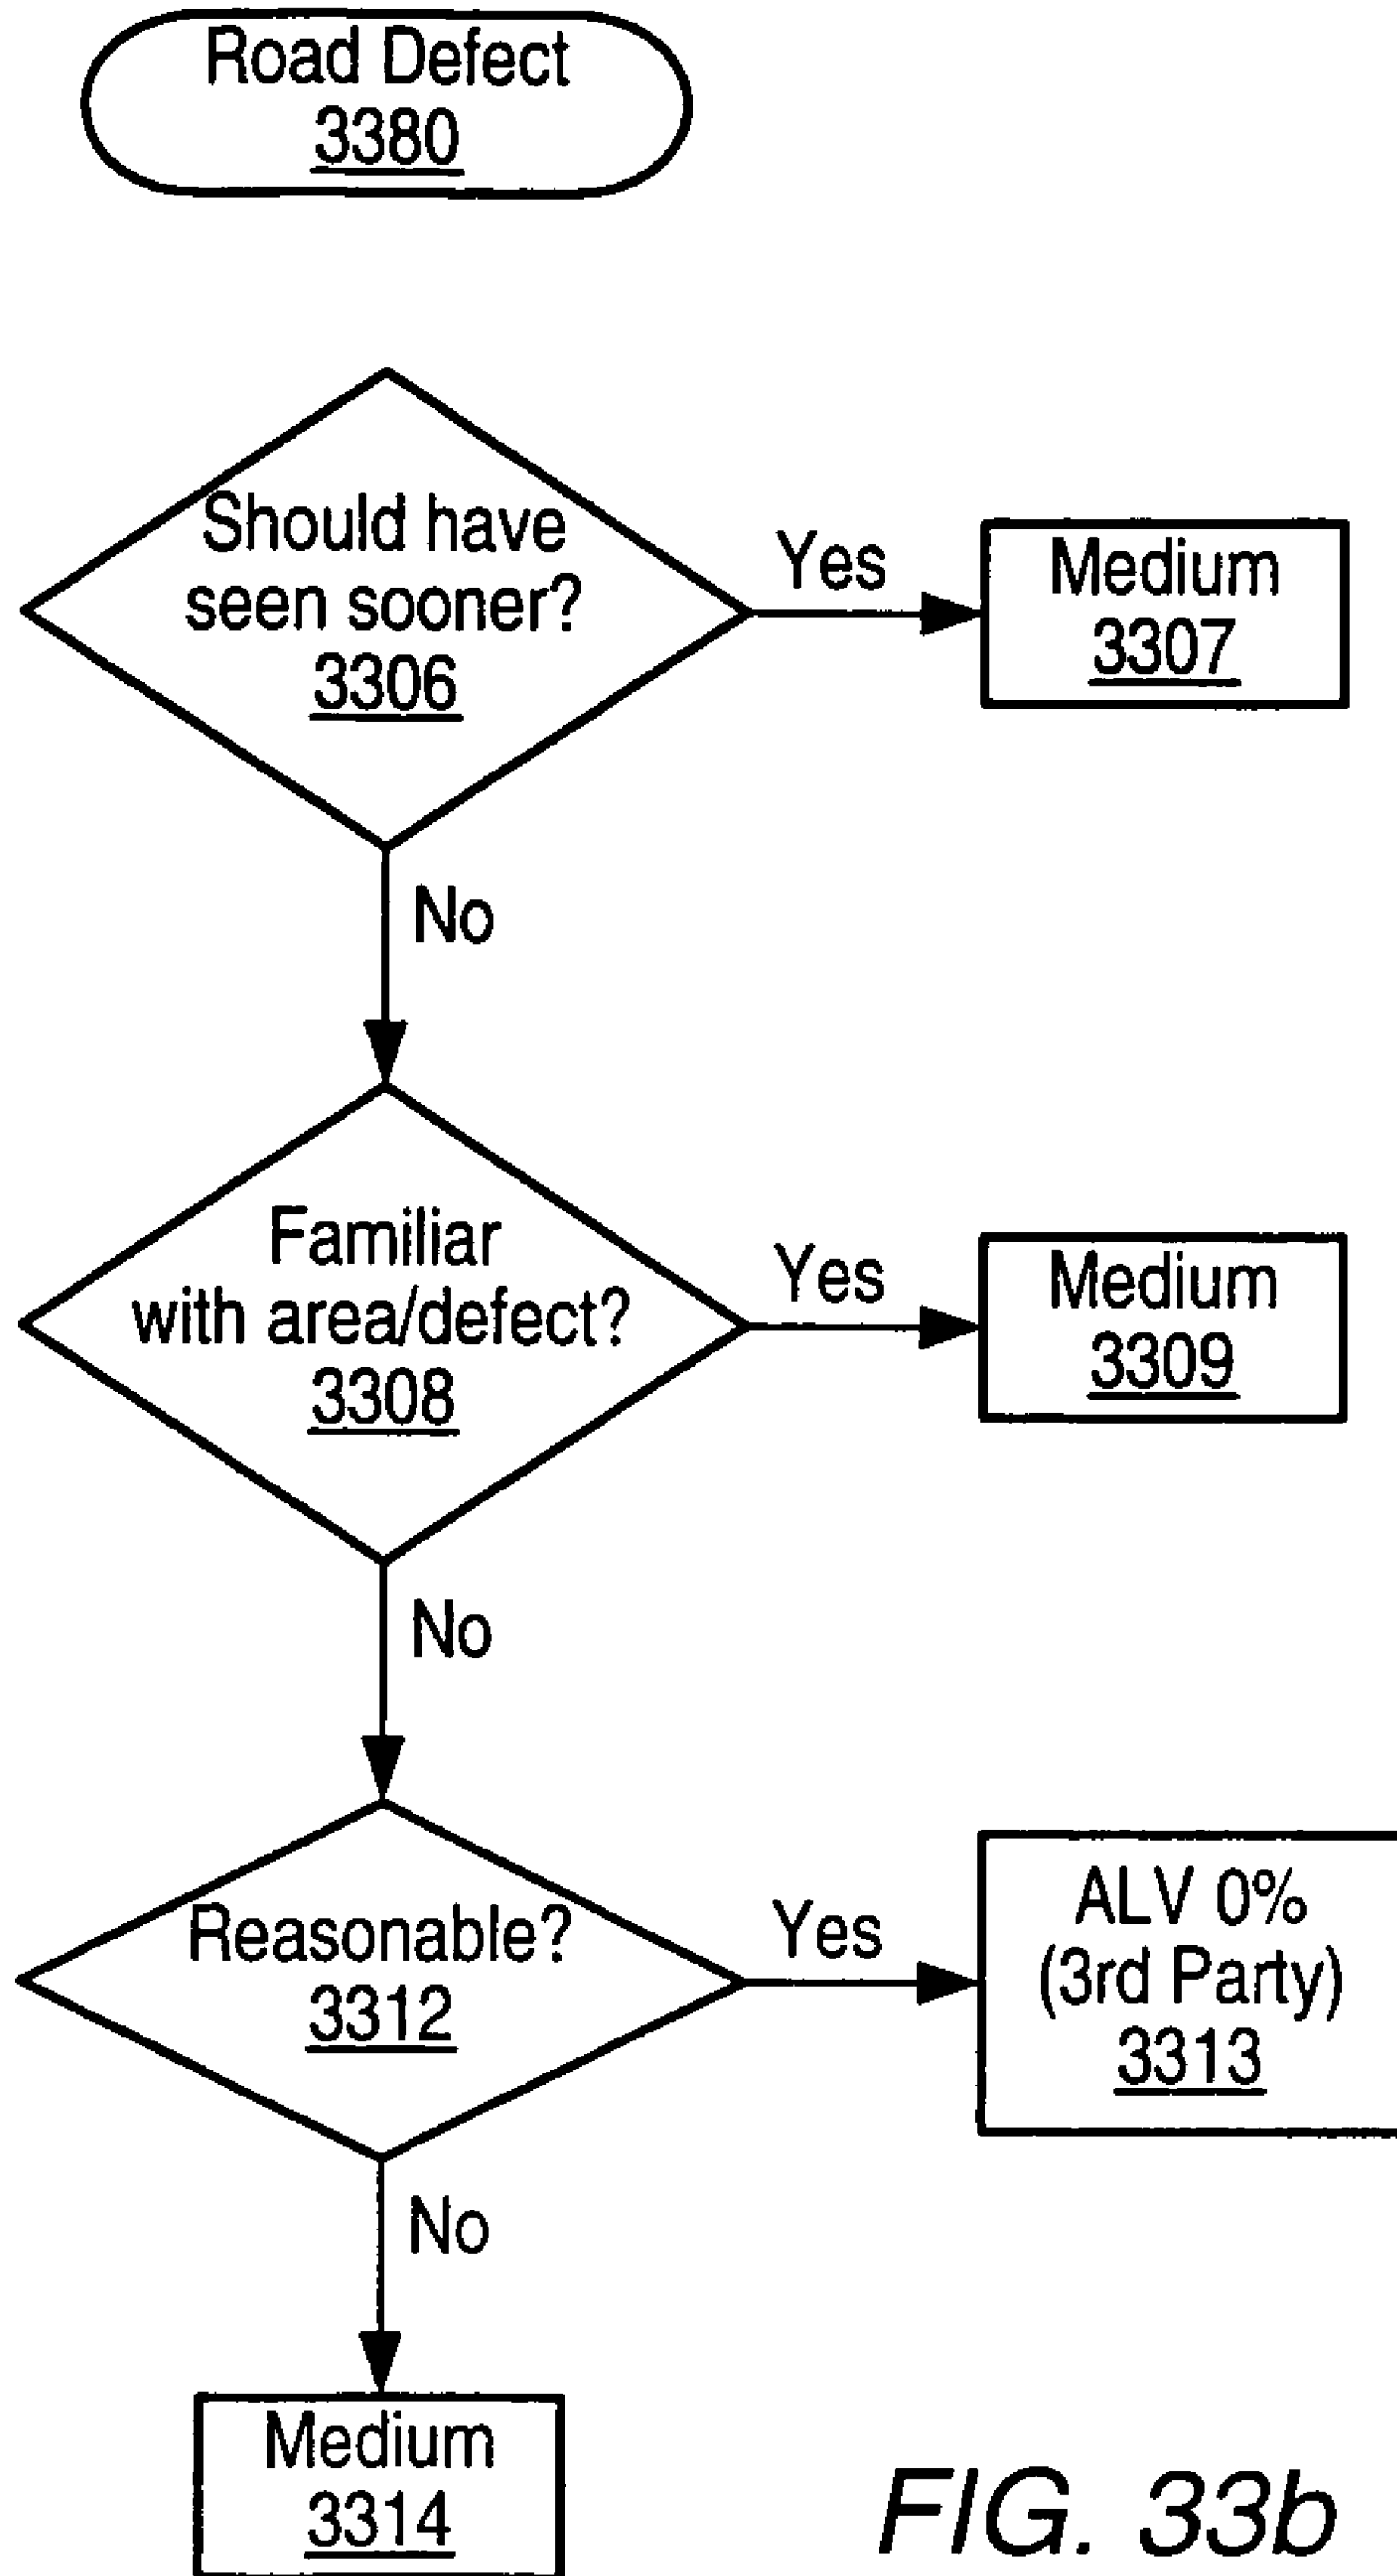 Road Defect
3380
Should have
seen sooner?
3306
Yes
Medium
3307
No
Familiar
with area/defect?
3308
Yes
Medium
3309
No
Reasonable?
3312
Yes
ALV 0%
(3rd Party)
3313
No
Medium
3314
FIG. 33b